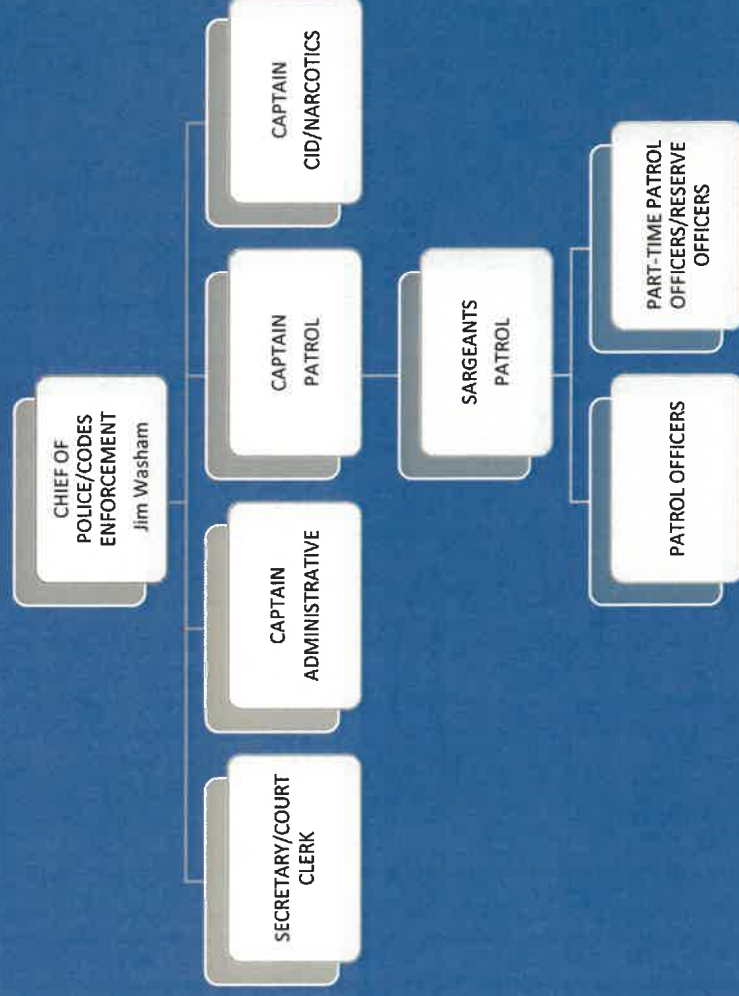 CHIEF OF
POLICE/CODES
ENFORCEMENT
Jim Washam
SECRETARY/COURT
CLERK
CAPTAIN
ADMINISTRATIVE
CAPTAIN
PATROL
CAPTAIN
CID/NARCOTICS
SARGEANTS
PATROL
PATROL OFFICERS
PART-TIME PATROL
OFFICERS/RESERVE
OFFICERS